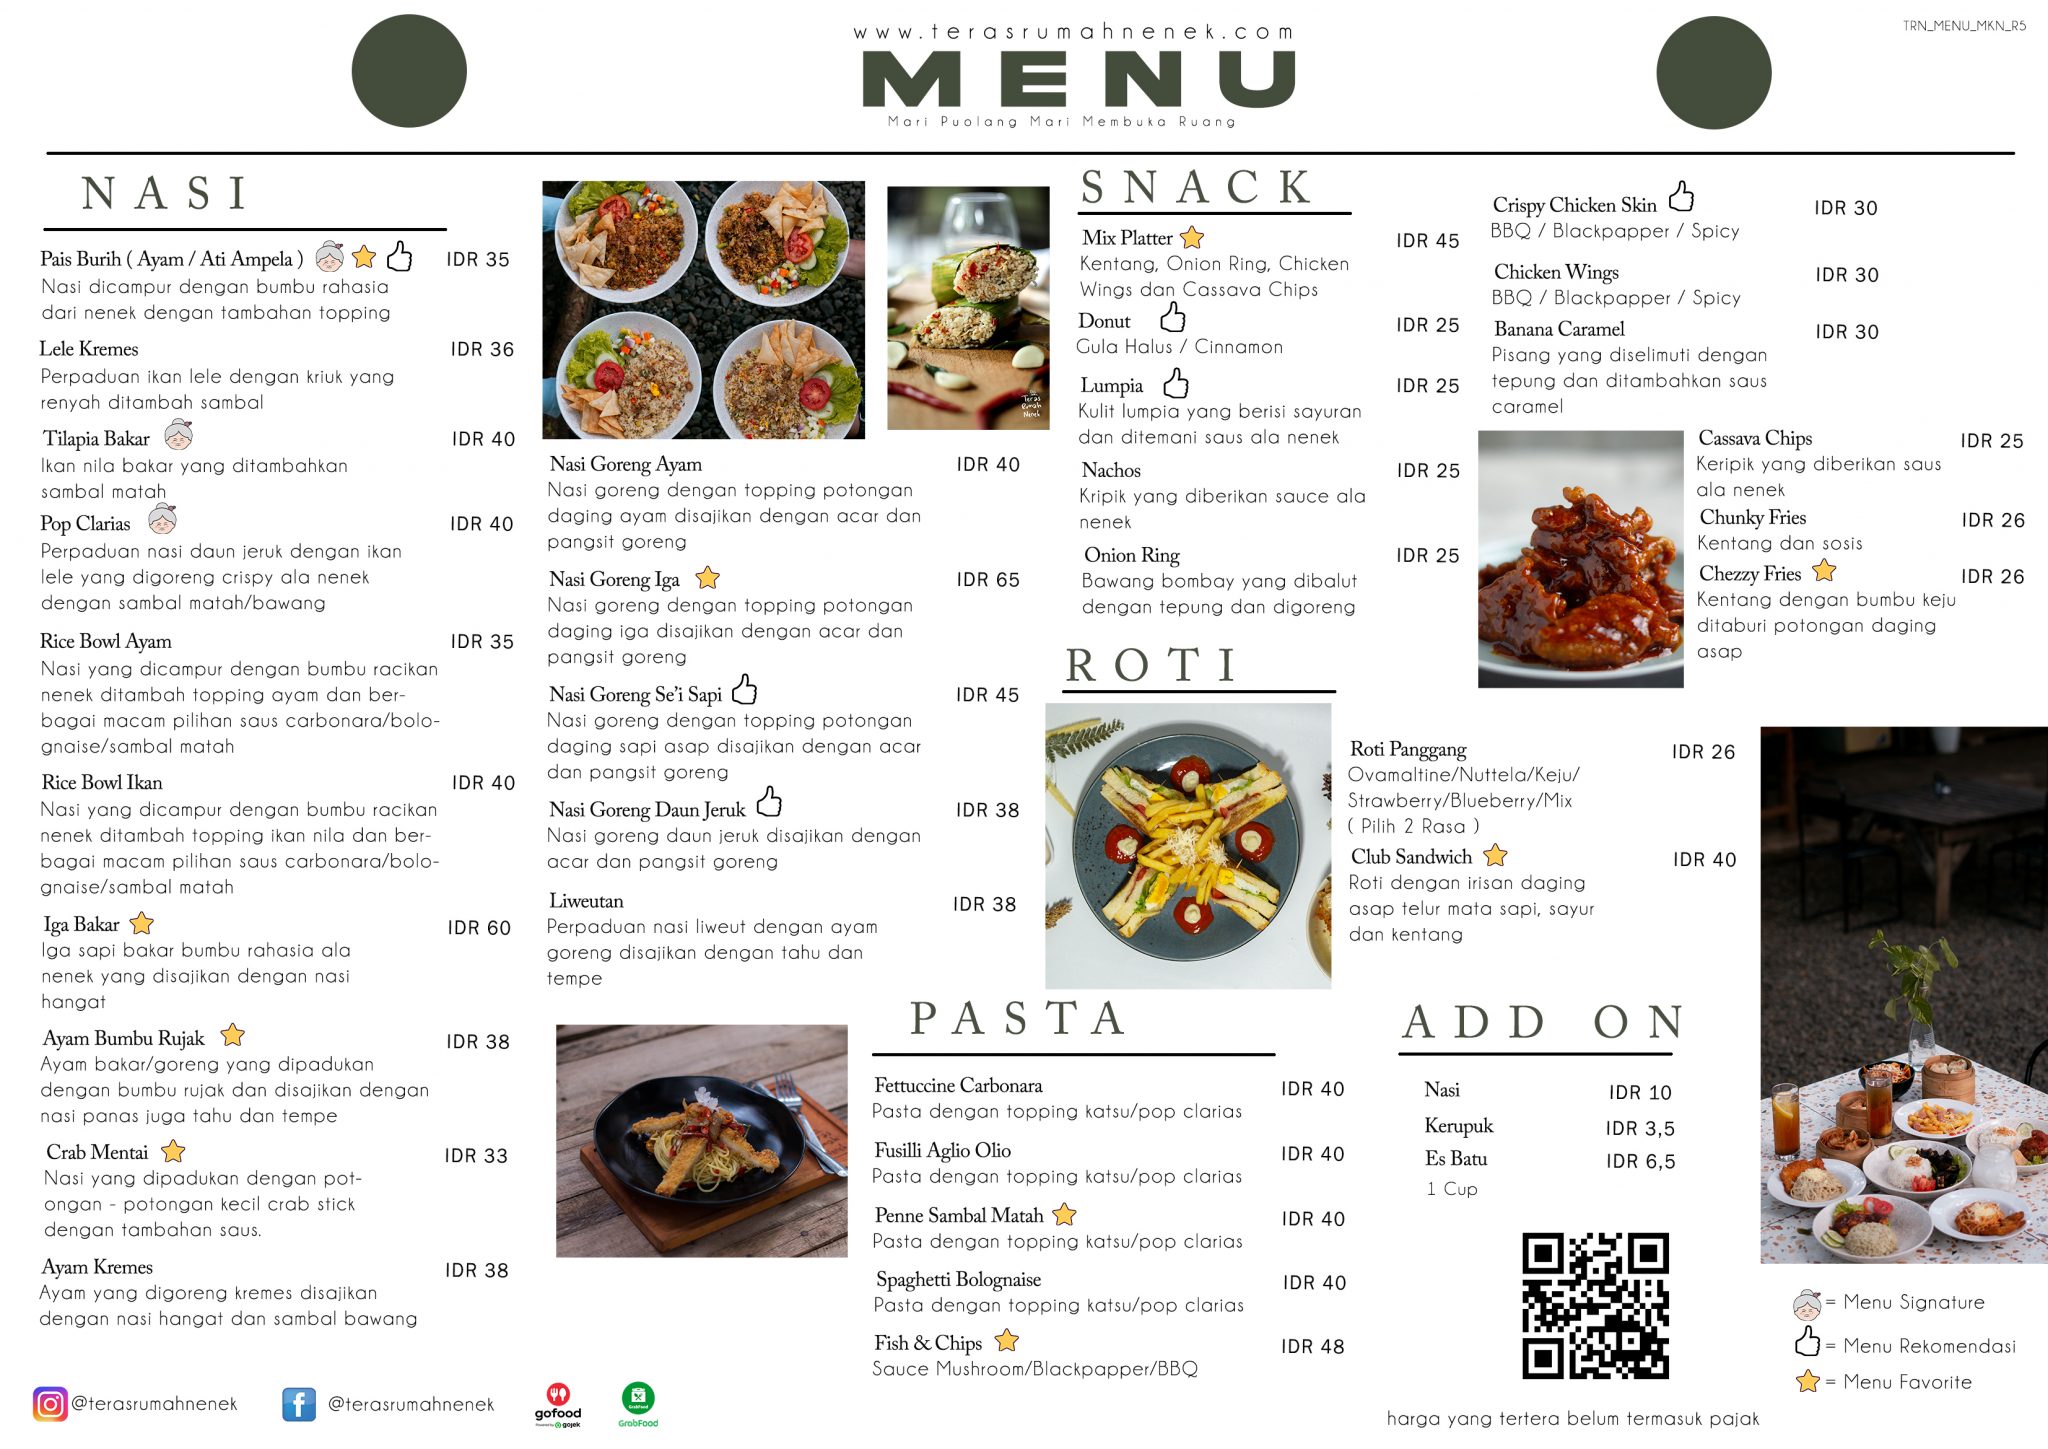 www.terasrumahnenek.com
MENU
Mari Puolang Mari Membuka Ruang
TRN_MENU_MKN_R5
NASI
Pais Burih ( Ayam / Ati Ampela ) IDR 35
Nasi dicampur dengan bumbu rahasia
dari nenek dengan tambahan topping
Lele Kremes IDR 36
Perpaduan ikan lele dengan kriuk yang
renyah ditambah sambal
Tilapia Bakar IDR 40
Ikan nila bakar yang ditambahkan
sambal matah
Pop Clarias IDR 40
Perpaduan nasi daun jeruk dengan ikan
lele yang digoreng crispy ala nenek
dengan sambal matah/bawang
Rice Bowl Ayam IDR 35
Nasi yang dicampur dengan bumbu racikan
nenek ditambah topping ayam dan ber-
bagai macam pilihan saus carbonara/bolo-
gnaise/sambal matah
Rice Bowl Ikan IDR 40
Nasi yang dicampur dengan bumbu racikan
nenek ditambah topping ikan nila dan ber-
bagai macam pilihan saus carbonara/bolo-
gnaise/sambal matah
Iga Bakar IDR 60
Iga sapi bakar bumbu rahasia ala
nenek yang disajikan dengan nasi
hangat
Ayam Bumbu Rujak IDR 38
Ayam bakar/goreng yang dipadukan
dengan bumbu rujak dan disajikan dengan
nasi panas juga tahu dan tempe
Crab Mentai IDR 33
Nasi yang dipadukan dengan pot-
ongan - potongan kecil crab stick
dengan tambahan saus.
Ayam Kremes IDR 38
Ayam yang digoreng kremes disajikan
dengan nasi hangat dan sambal bawang
Nasi Goreng Ayam IDR 40
Nasi goreng dengan topping potongan
daging ayam disajikan dengan acar dan
pangsit goreng
Nasi Goreng Iga IDR 65
Nasi goreng dengan topping potongan
daging iga disajikan dengan acar dan
pangsit goreng
Nasi Goreng Se'i Sapi IDR 45
Nasi goreng dengan topping potongan
daging sapi asap disajikan dengan acar
dan pangsit goreng
Nasi Goreng Daun Jeruk IDR 38
Nasi goreng daun jeruk disajikan dengan
acar dan pangsit goreng
Liweutan IDR 38
Perpaduan nasi liweut dengan ayam
goreng disajikan dengan tahu dan
tempe
Teras
Rumah
Nenek
SNACK
Mix Platter IDR 45
Kentang, Onion Ring, Chicken
Wings dan Cassava Chips
Donut IDR 25
Gula Halus / Cinnamon
Lumpia IDR 25
Kulit lumpia yang berisi sayuran
dan ditemani saus ala nenek
Nachos IDR 25
Kripik yang diberikan sauce ala
nenek
Onion Ring IDR 25
Bawang bombay yang dibalut
dengan tepung dan digoreng
Crispy Chicken Skin IDR 30
BBQ / Blackpapper / Spicy
Chicken Wings IDR 30
BBQ / Blackpapper / Spicy
Banana Caramel IDR 30
Pisang yang diselimuti dengan
tepung dan ditambahkan saus
caramel
Cassava Chips IDR 25
Keripik yang diberikan saus
ala nenek
Chunky Fries IDR 26
Kentang dan sosis
Chezzy Fries IDR 26
Kentang dengan bumbu keju
ditaburi potongan daging
asap
ROTI
Roti Panggang IDR 26
Ovamaltine/Nuttela/Keju/
Strawberry/Blueberry/Mix
( Pilih 2 Rasa )
Club Sandwich IDR 40
Roti dengan irisan daging
asap telur mata sapi, sayur
dan kentang
PASTA
Fettuccine Carbonara IDR 40
Pasta dengan topping katsu/pop clarias
Fusilli Aglio Olio IDR 40
Pasta dengan topping katsu/pop clarias
Penne Sambal Matah IDR 40
Pasta dengan topping katsu/pop clarias
Spaghetti Bolognaise IDR 40
Pasta dengan topping katsu/pop clarias
Fish & Chips IDR 48
Sauce Mushroom/Blackpapper/BBQ
ADD ON
Nasi IDR 10
Kerupuk IDR 3,5
Es Batu IDR 6,5
1 Cup
= Menu Signature
= Menu Rekomendasi
= Menu Favorite
@terasrumahnenek
@terasrumahnenek
gofood
Powered by gojek
GrabFood
GrabFood
harga yang tertera belum termasuk pajak